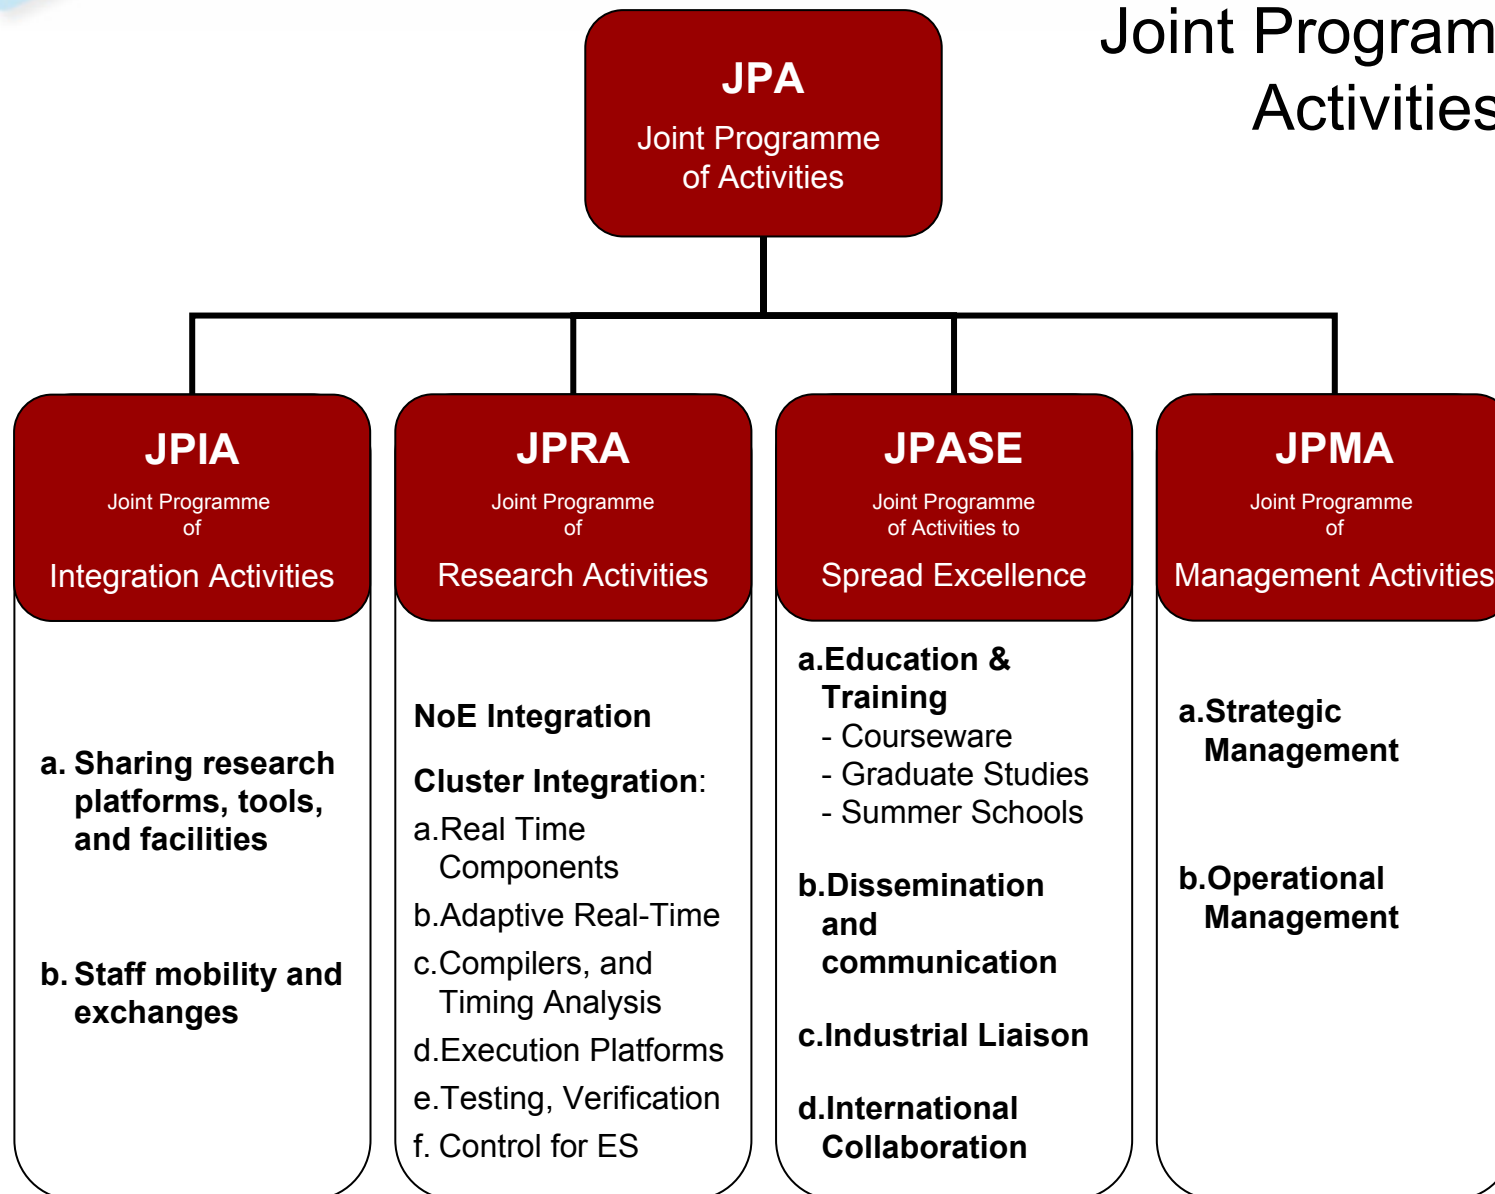 Joint Program
Activities
JPA
Joint Programme
of Activities
JPIA
Joint Programme
of
Integration Activities
a. Sharing research
platforms, tools,
and facilities
b. Staff mobility and
exchanges
JPRA
Joint Programme
of
Research Activities
NoE Integration
Cluster Integration:
a.Real Time
Components
b.Adaptive Real-Time
c.Compilers, and
Timing Analysis
d.Execution Platforms
e.Testing, Verification
f. Control for ES
JPASE
Joint Programme
of Activities to
Spread Excellence
a.Education &
Training
- Courseware
- Graduate Studies
- Summer Schools
b.Dissemination
and
communication
c.Industrial Liaison
d.International
Collaboration
JPMA
Joint Programme
of
Management Activities
a.Strategic
Management
b.Operational
Management